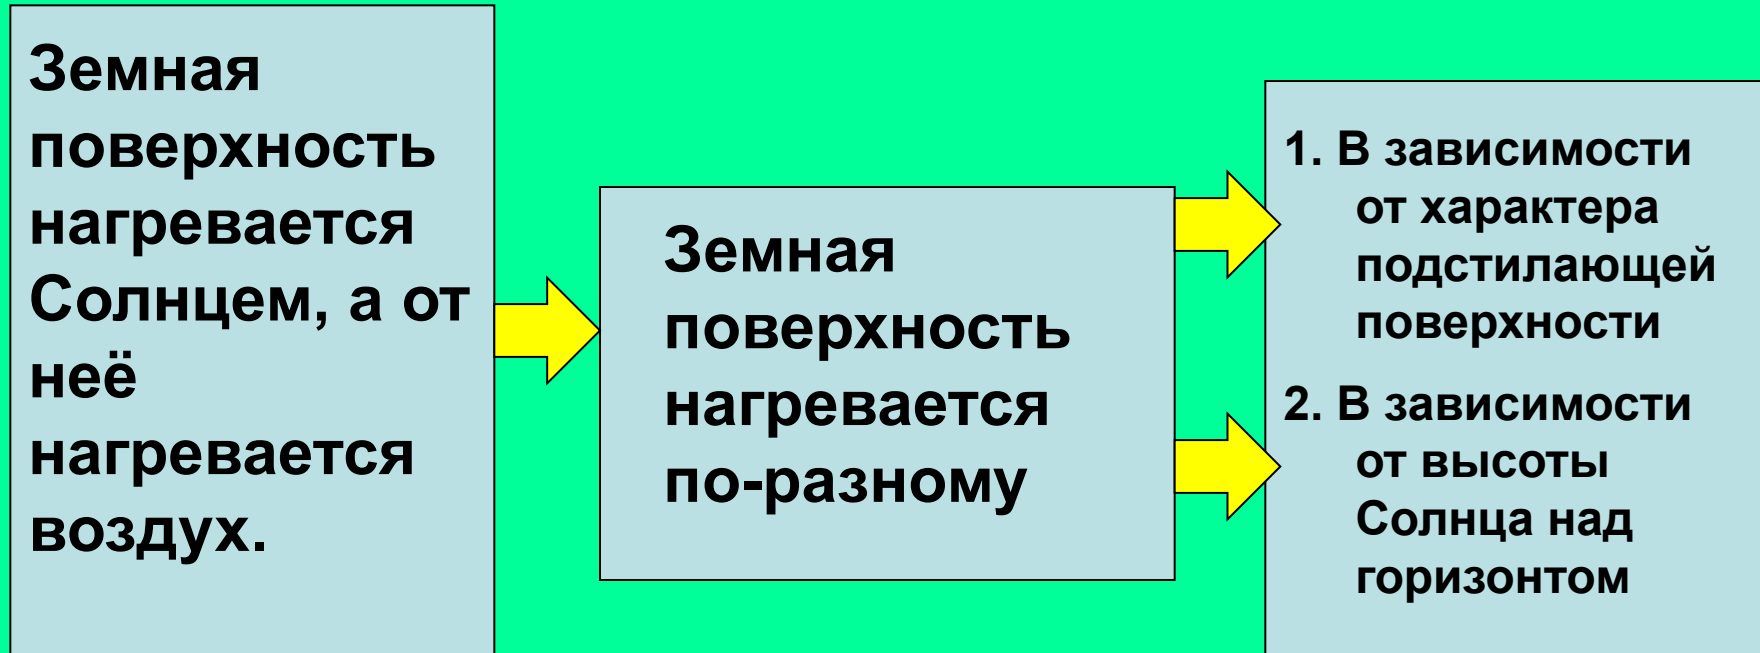 Земная
поверхность
нагревается
Солнцем, а от
неё
нагревается
воздух.
Земная
поверхность
нагревается
по-разному
1. В зависимости
от характера
подстилающей
поверхности
2. В зависимости
от высоты
Солнца над
горизонтом